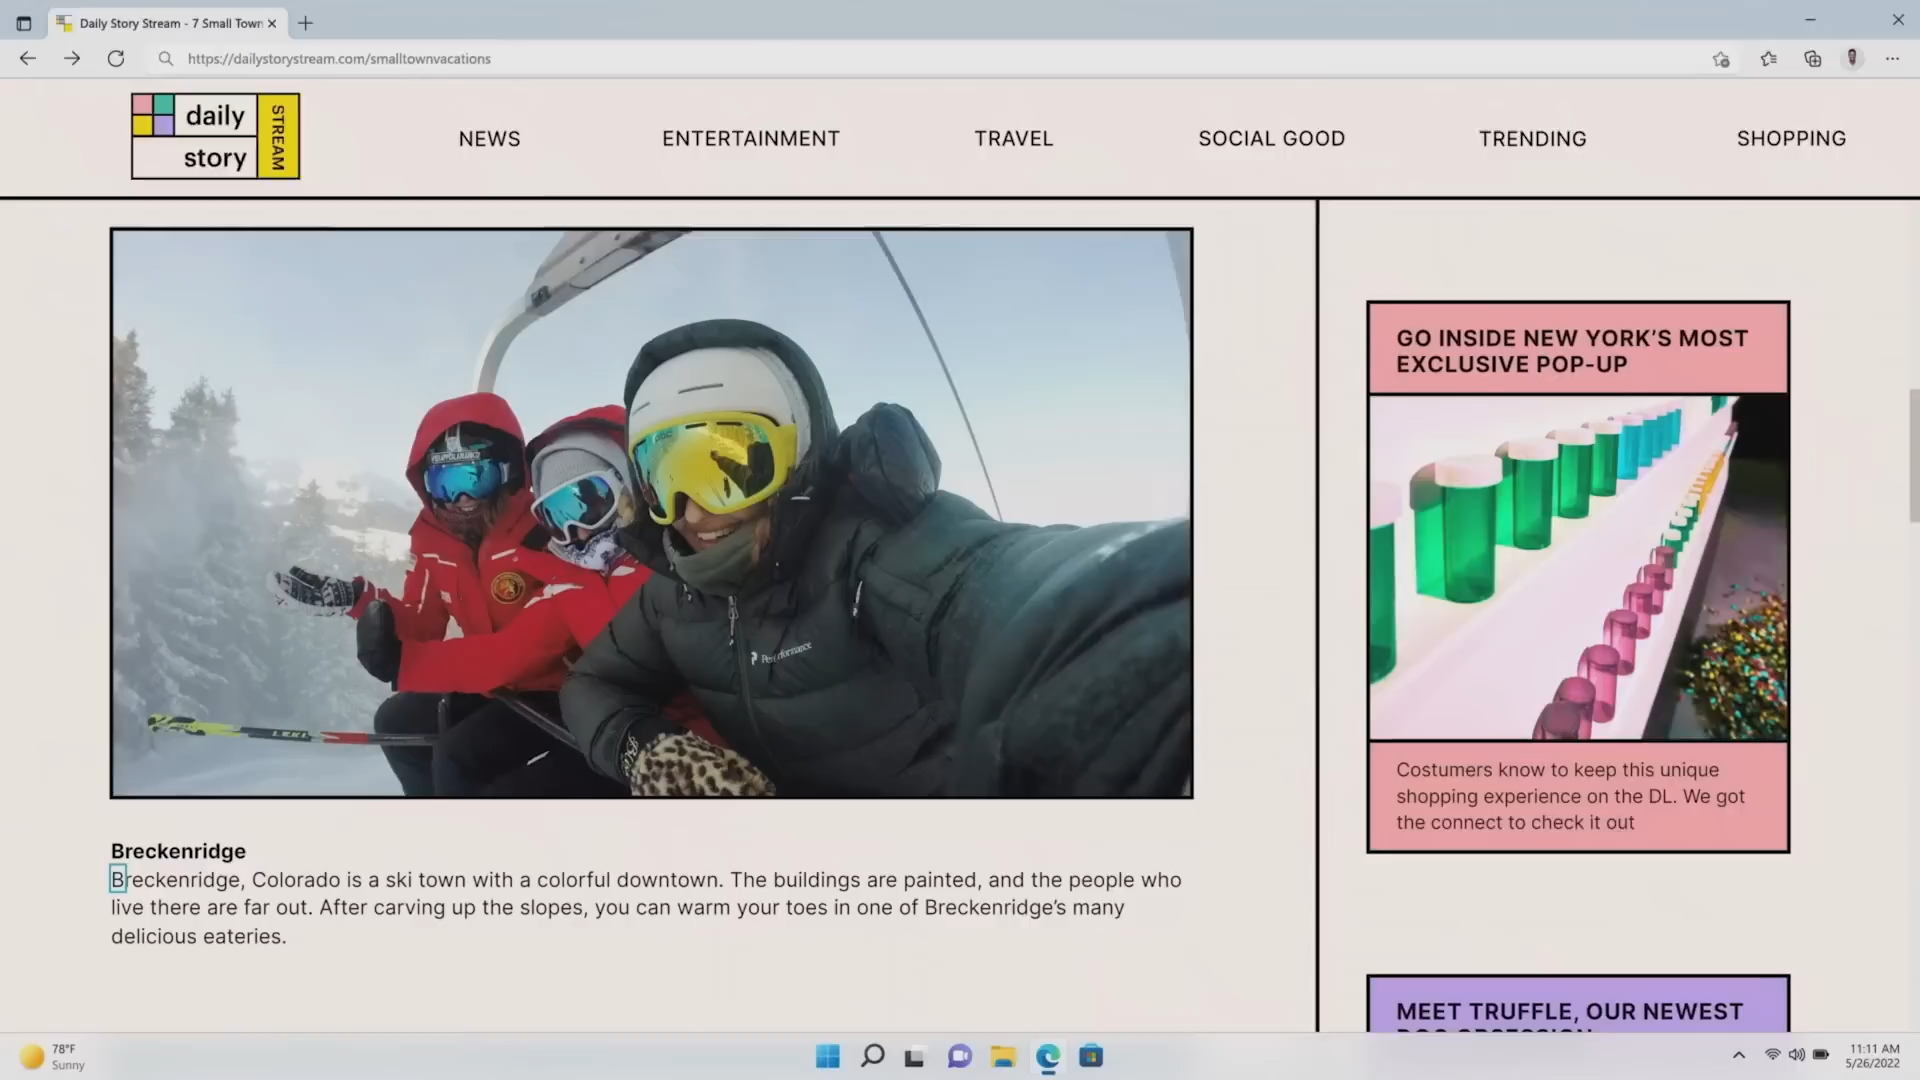 Daily Story Stream - 7 Small Town
https://dailystorystream.com/smalltownvacations
daily
story
STREAM
NEWS
ENTERTAINMENT
TRAVEL
SOCIAL GOOD
TRENDING
SHOPPING
LEKI
Peak Performance
Breckenridge
Breckenridge, Colorado is a ski town with a colorful downtown. The buildings are painted, and the people who
live there are far out. After carving up the slopes, you can warm your toes in one of Breckenridge’s many
delicious eateries.
GO INSIDE NEW YORK’S MOST
EXCLUSIVE POP-UP
Costumers know to keep this unique
shopping experience on the DL. We got
the connect to check it out
MEET TRUFFLE, OUR NEWEST
DOG OBSESSION
78°F
Sunny
11:11 AM
5/26/2022